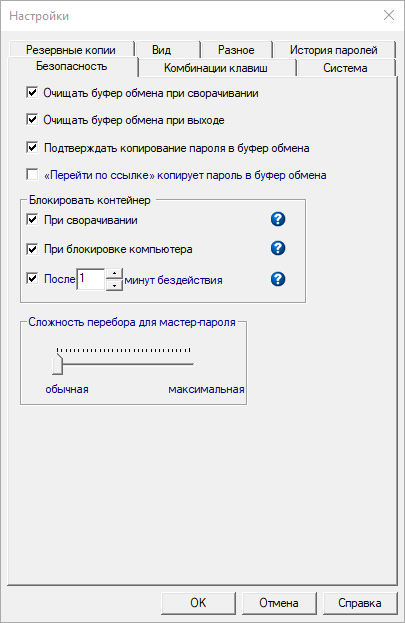 Настройки
Резервные копии Вид Разное История паролей
Безопасность Комбинации клавиш Система
Очищать буфер обмена при сворачивании
Очищать буфер обмена при выходе
Подтверждать копирование пароля в буфер обмена
«Перейти по ссылке» копирует пароль в буфер обмена
Блокировать контейнер
При сворачивании ?
При блокировке компьютера ?
После 1 минут бездействия ?
Сложность перебора для мастер-пароля
обычная максимальная
OK Отмена Справка